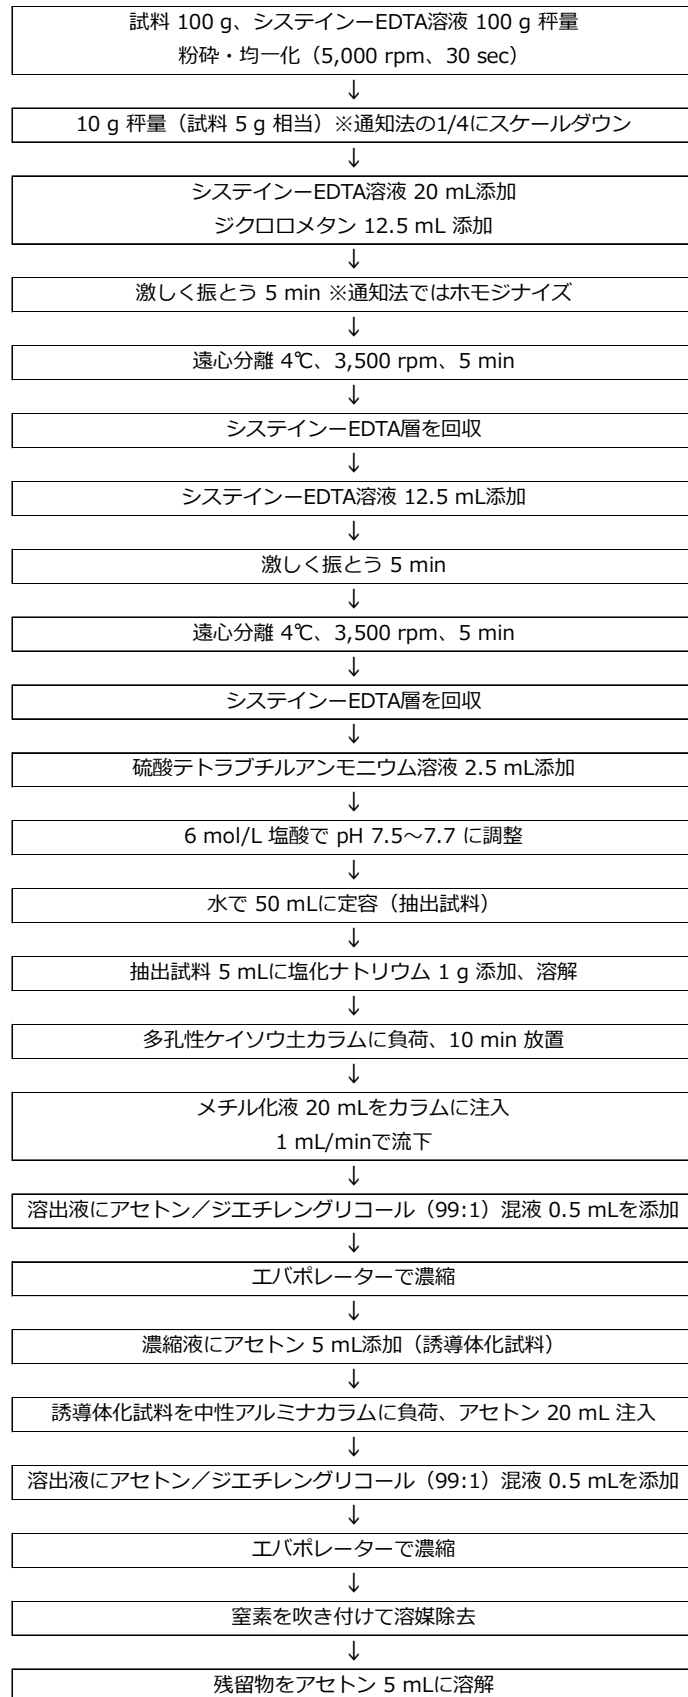 試料 100 g、システイン－EDTA溶液 100 g 秤量
粉砕・均一化（5,000 rpm、30 sec）
↓
10 g 秤量（試料 5 g 相当）※通知法の1/4にスケールダウン
↓
システイン－EDTA溶液 20 mL添加
ジクロロメタン 12.5 mL 添加
↓
激しく振とう 5 min ※通知法ではホモジナイズ
↓
遠心分離 4℃、3,500 rpm、5 min
↓
システイン－EDTA層を回収
↓
システイン－EDTA溶液 12.5 mL添加
↓
激しく振とう 5 min
↓
遠心分離 4℃、3,500 rpm、5 min
↓
システイン－EDTA層を回収
↓
硫酸テトラブチルアンモニウム溶液 2.5 mL添加
↓
6 mol/L 塩酸で pH 7.5～7.7 に調整
↓
水で 50 mLに定容（抽出試料）
↓
抽出試料 5 mLに塩化ナトリウム 1 g 添加、溶解
↓
多孔性ケイソウ土カラムに負荷、10 min 放置
↓
メチル化液 20 mLをカラムに注入
1 mL/minで流下
↓
溶出液にアセトン／ジエチレングリコール（99:1）混液 0.5 mLを添加
↓
エバポレーターで濃縮
↓
濃縮液にアセトン 5 mL添加（誘導体化試料）
↓
誘導体化試料を中性アルミナカラムに負荷、アセトン 20 mL 注入
↓
溶出液にアセトン／ジエチレングリコール（99:1）混液 0.5 mLを添加
↓
エバポレーターで濃縮
↓
窒素を吹き付けて溶媒除去
↓
残留物をアセトン 5 mLに溶解